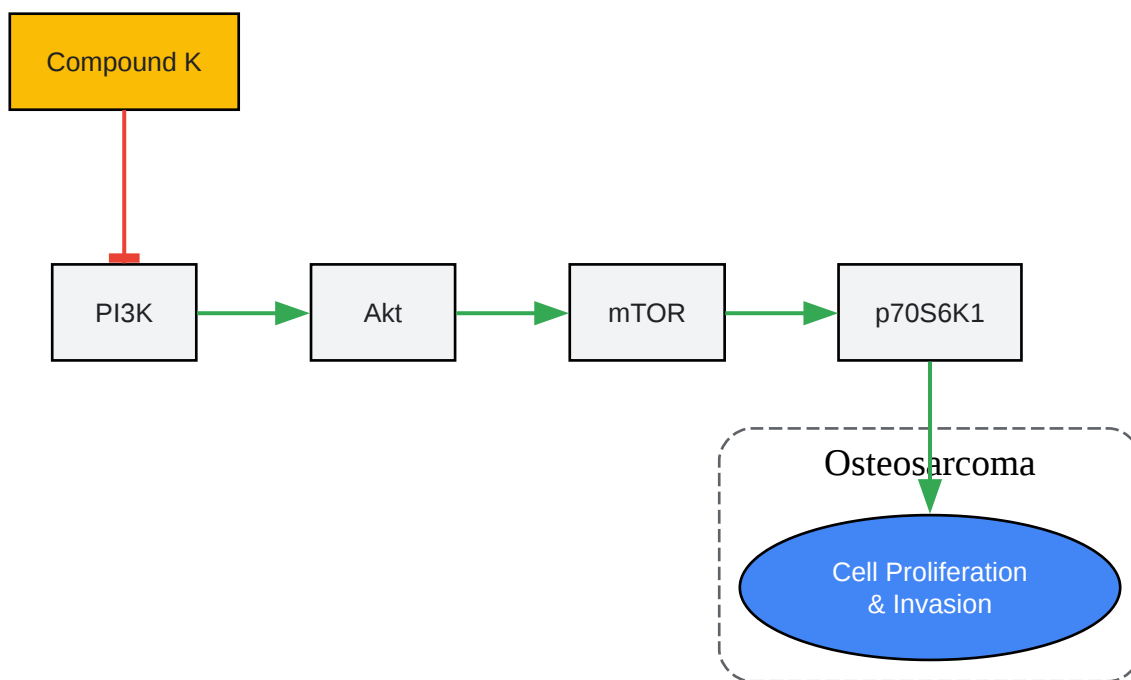 Compound K
PI3K
Akt
mTOR
p70S6K1
Osteosarcoma
Cell Proliferation
& Invasion